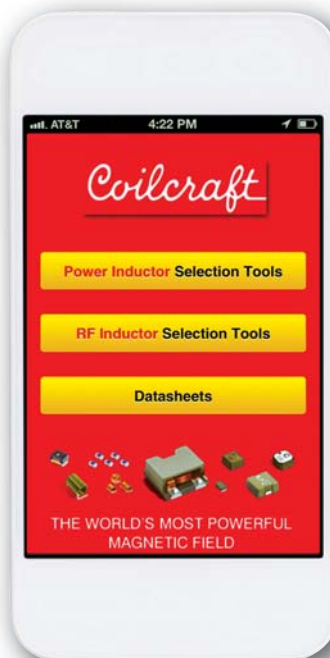 AT&T 4:22 PM
Coilcraft
Power Inductor Selection Tools
RF Inductor Selection Tools
Datasheets
THE WORLD'S MOST POWERFUL
MAGNETIC FIELD